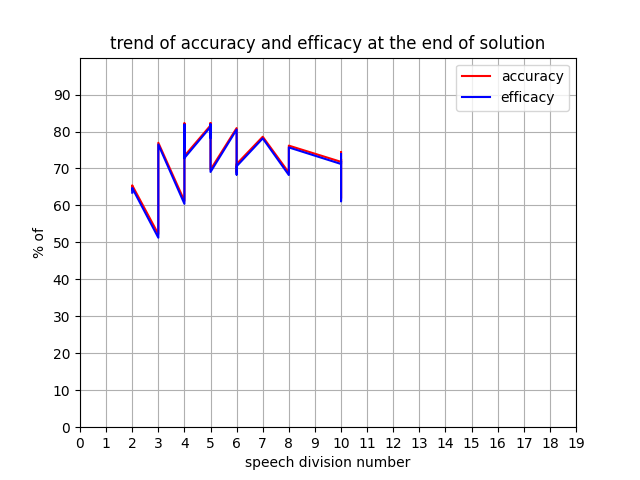 trend of accuracy and efficacy at the end of solution
accuracy
efficacy
90
80
70
60
50
40
30
20
10
0
% of
0 1 2 3 4 5 6 7 8 9 10 11 12 13 14 15 16 17 18 19
speech division number